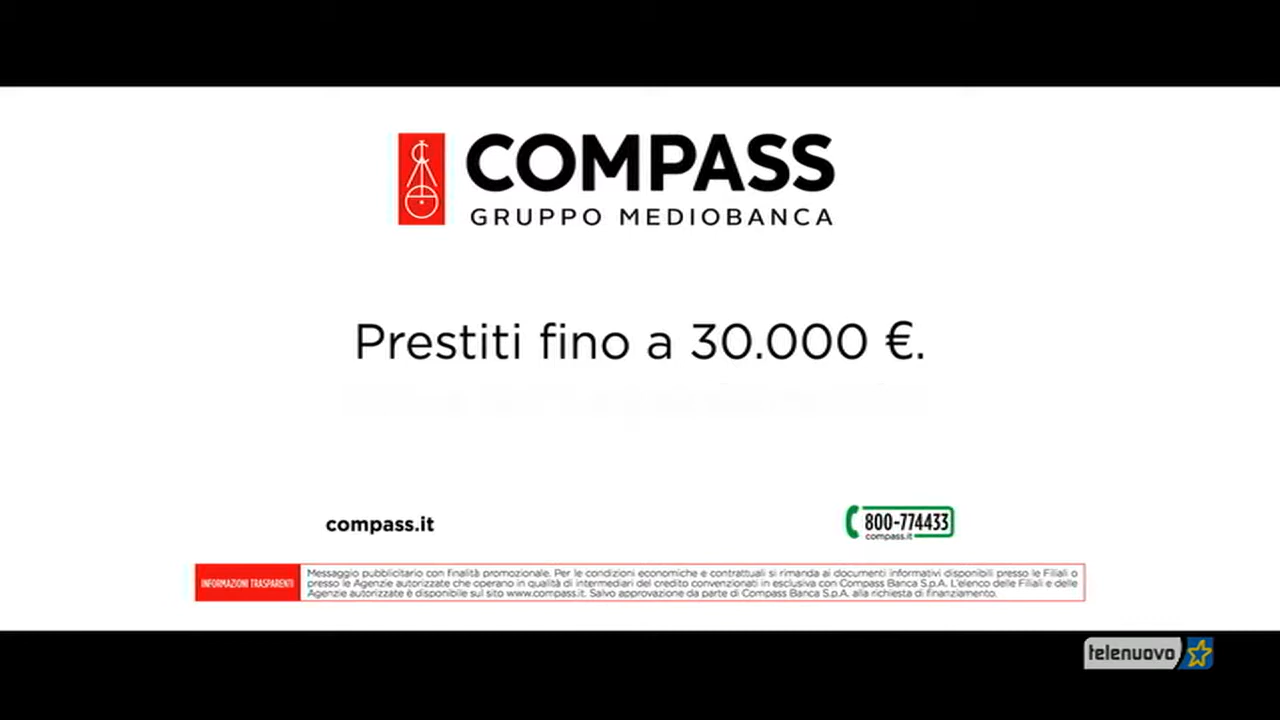 COMPASS
GRUPPO MEDIOBANCA
Prestiti fino a 30.000 €.
compass.it
800-774433
compass.it
INFORMAZIONI TRASPARENTI
Messaggio pubblicitario con finalità promozionale. Per le condizioni economiche e contrattuali si rimanda ai documenti informativi disponibili presso le Filiali o
presso le Agenzie autorizzate che operano in qualità di intermediari del credito convenzionati in esclusiva con Compass Banca S.p.A. L'elenco delle Filiali e delle
Agenzie autorizzate è disponibile sul sito www.compass.it. Salvo approvazione da parte di Compass Banca S.p.A. alla richiesta di finanziamento.
telenuovo